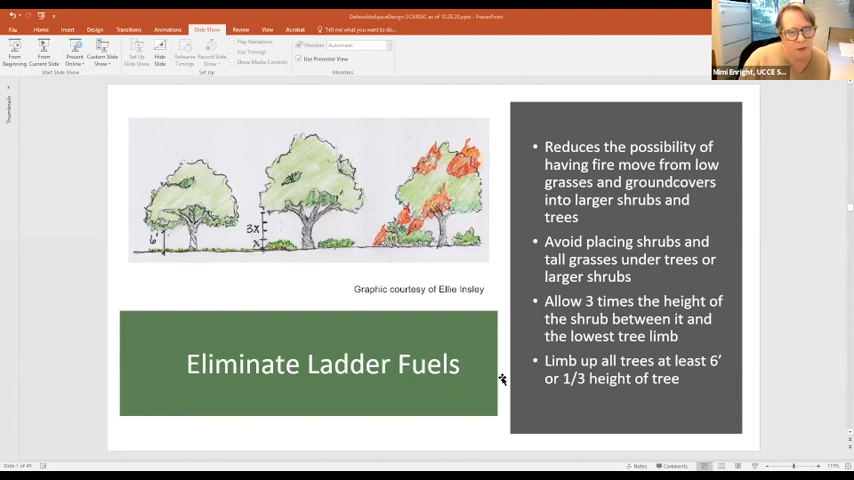 DefensibleSpaceDesign UCMGSC as of 10.20.20.pptx - PowerPoint
File Home Insert Design Transitions Animations Slide Show Review View Acrobat Tell me what you want to do...
From Beginning
From Current Slide
Present Online
Custom Slide Show
Set Up Slide Show
Hide Slide
Rehearse Timings
Record Slide Show
Play Narrations
Use Timings
Show Media Controls
Monitor: Automatic
Use Presenter View
Start Slide Show
Set Up
Monitors
Mimi Enright, UCCE S...
Thumbnails
6'
3X
X
Graphic courtesy of Ellie Insley
Eliminate Ladder Fuels
• Reduces the possibility of
having fire move from low
grasses and groundcovers
into larger shrubs and
trees
• Avoid placing shrubs and
tall grasses under trees or
larger shrubs
• Allow 3 times the height of
the shrub between it and
the lowest tree limb
• Limb up all trees at least 6’
or 1/3 height of tree
Slide 1 of 49
Notes
Comments